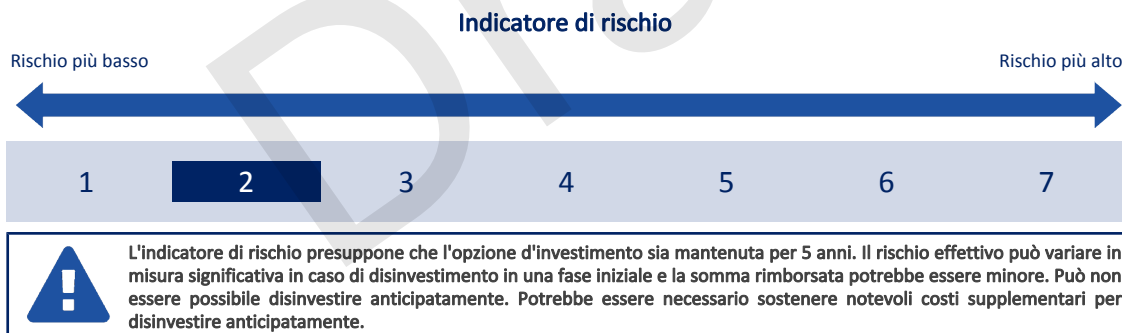 Indicatore di rischio
Rischio più basso
Rischio più alto
1 2 3 4 5 6 7
L'indicatore di rischio presuppone che l'opzione d'investimento sia mantenuta per 5 anni. Il rischio effettivo può variare in
misura significativa in caso di disinvestimento in una fase iniziale e la somma rimborsata potrebbe essere minore. Può non
essere possibile disinvestire anticipatamente. Potrebbe essere necessario sostenere notevoli costi supplementari per
disinvestire anticipatamente.